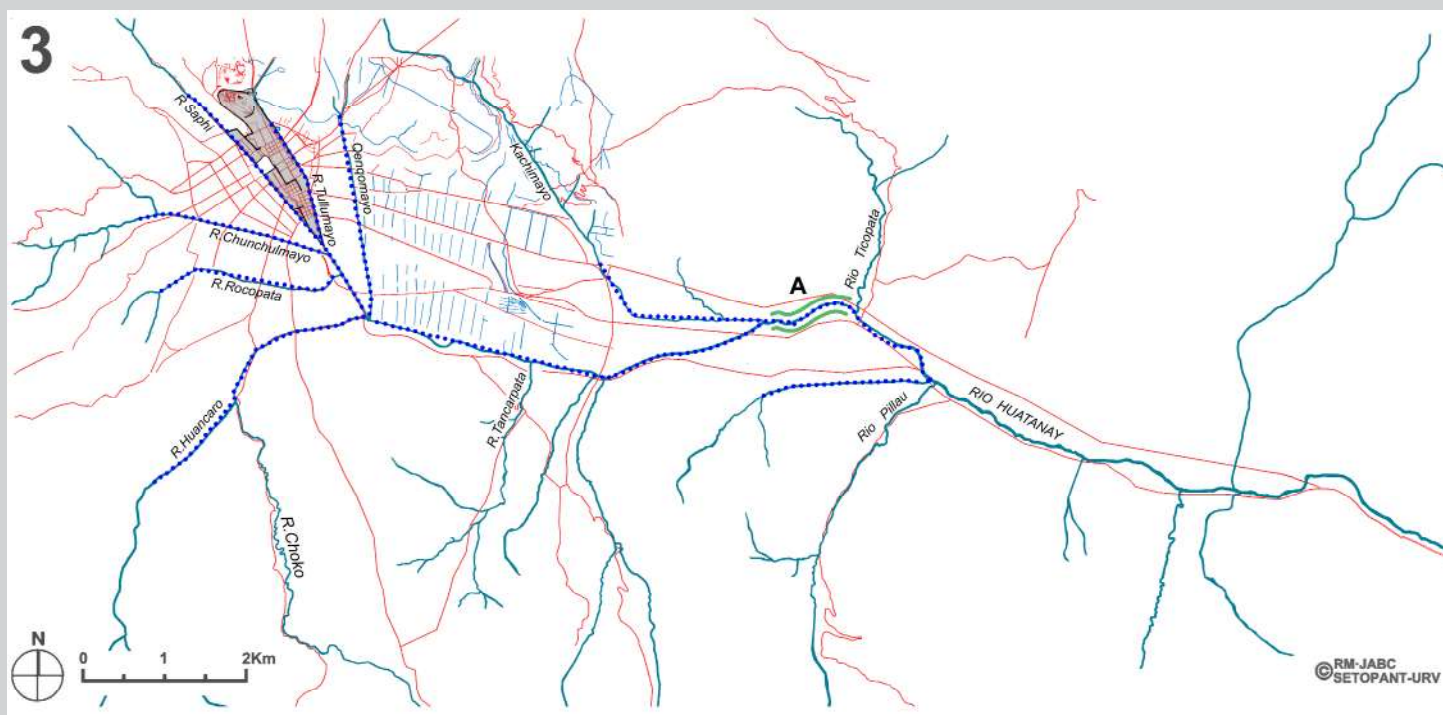 3
R.Saphi
R.Tullumayo
Qenqomayo
Kachimayo
R.Chunchulmayo
R.Rocopata
A
Rio Ticopata
R.Huancaro
R.Choko
R.Tancarpata
Rio Pillau
RIO HUATANAY
N
0 1 2Km
©RM-JABC
SETOPANT-URV